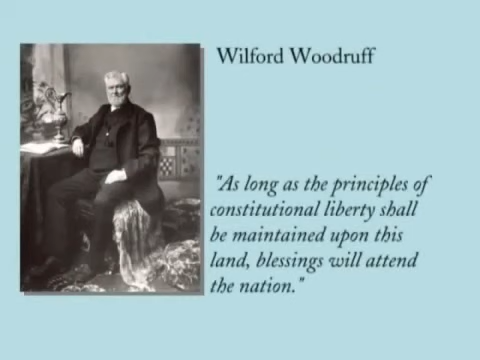 Wilford Woodruff
"As long as the principles of
constitutional liberty shall
be maintained upon this
land, blessings will attend
the nation."